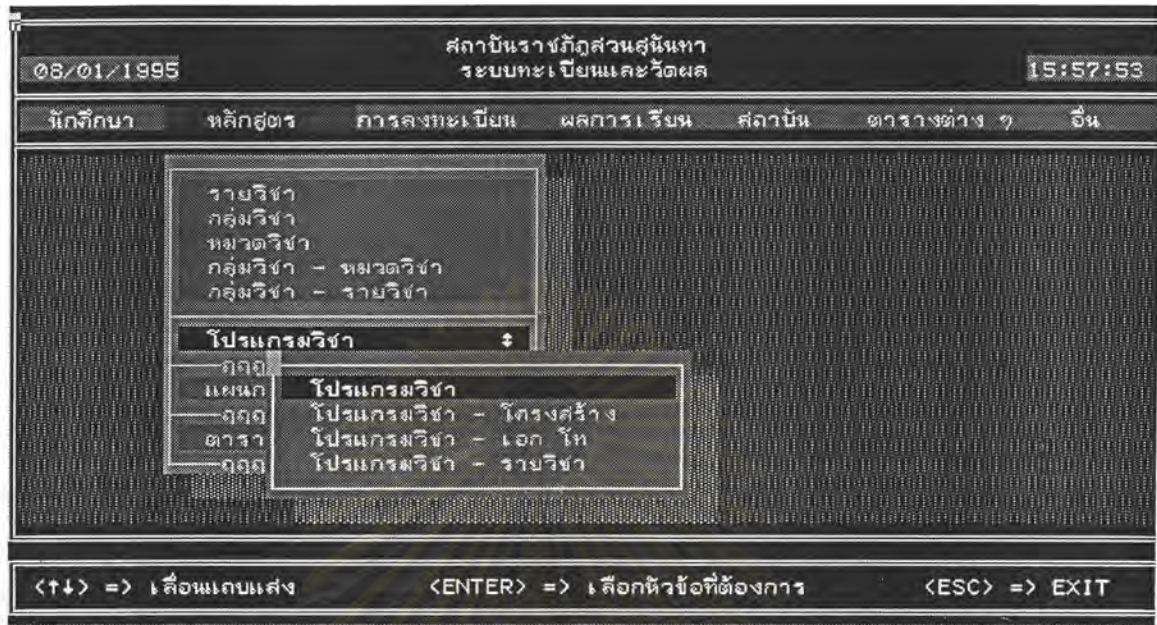 สถาบันราชภัฏสวนสุนันทา
08/01/1995 ระบบทะเบียนและวัดผล 15:57:53
นักศึกษา หลักสูตร การลงทะเบียน ผลการเรียน สถาบัน ตารางต่าง ๆ อื่น
รายวิชา
กลุ่มวิชา
หมวดวิชา
กลุ่มวิชา - หมวดวิชา
กลุ่มวิชา - รายวิชา
โปรแกรมวิชา
ฤฤฤ
แผนก โปรแกรมวิชา
ฤฤฤ โปรแกรมวิชา - โครงสร้าง
ตารา โปรแกรมวิชา - เอก โท
ฤฤฤ โปรแกรมวิชา - รายวิชา
<↑↓> => เลื่อนแถบแสง <ENTER> => เลือกหัวข้อที่ต้องการ <ESC> => EXIT